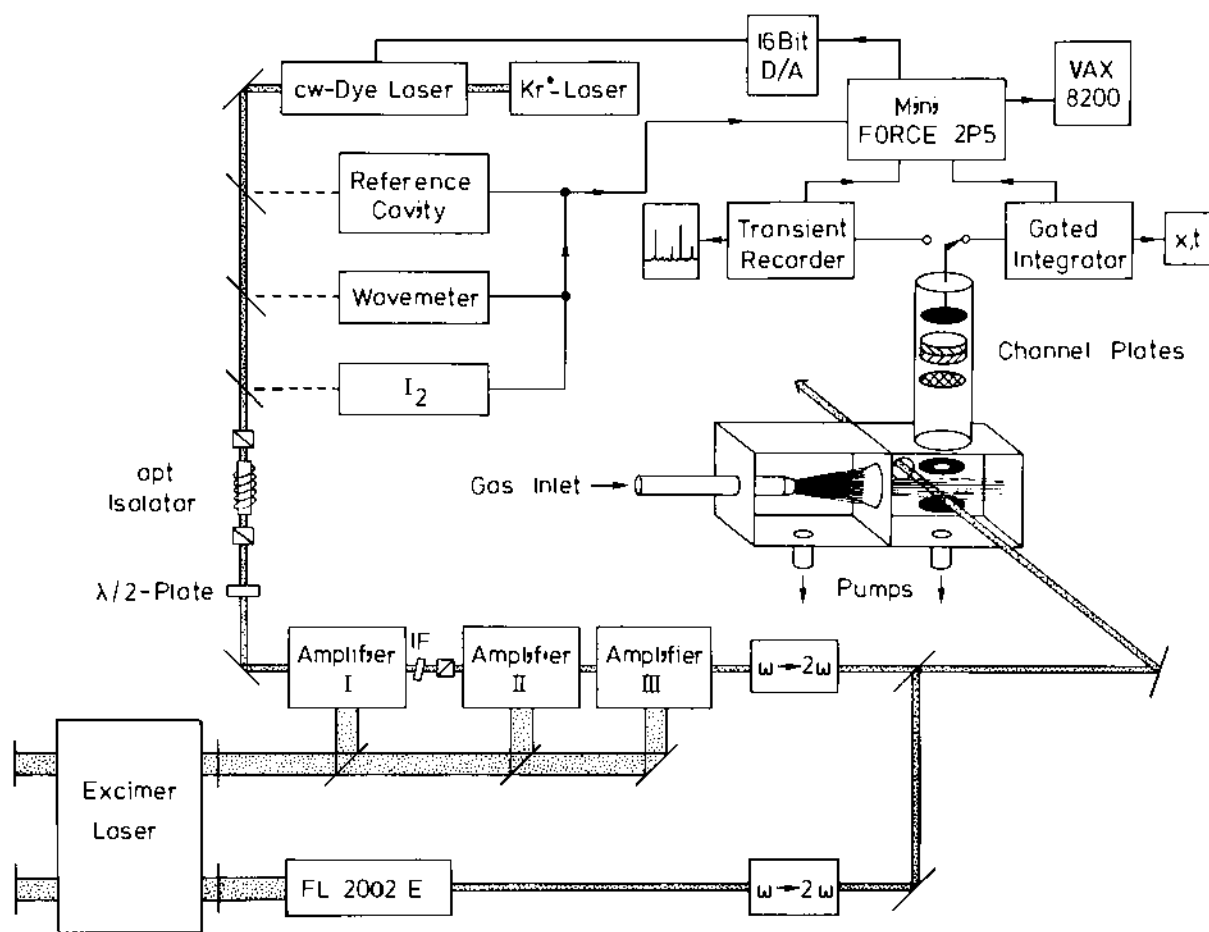 16Bit
D/A
VAX
8200
cw-Dye Laser
Kr⁺-Laser
Mini
FORCE 2P5
Reference
Cavity
Transient
Recorder
Gated
Integrator
x,t
Wavemeter
Channel Plates
I₂
opt
Isolator
Gas Inlet
λ/2-Plate
Pumps
Amplifier
I
IF
Amplifier
II
Amplifier
III
ω→2ω
Excimer
Laser
FL 2002 E
ω→2ω